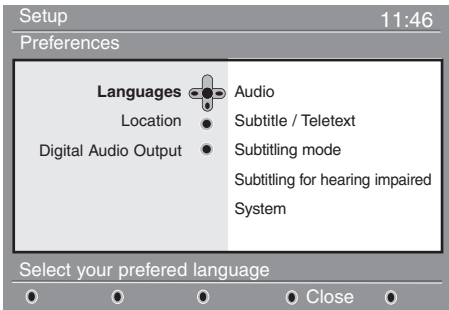 Setup 11:46
Preferences
Languages
Location
Digital Audio Output
Audio
Subtitle / Teletext
Subtitling mode
Subtitling for hearing impaired
System
Select your prefered language
Close